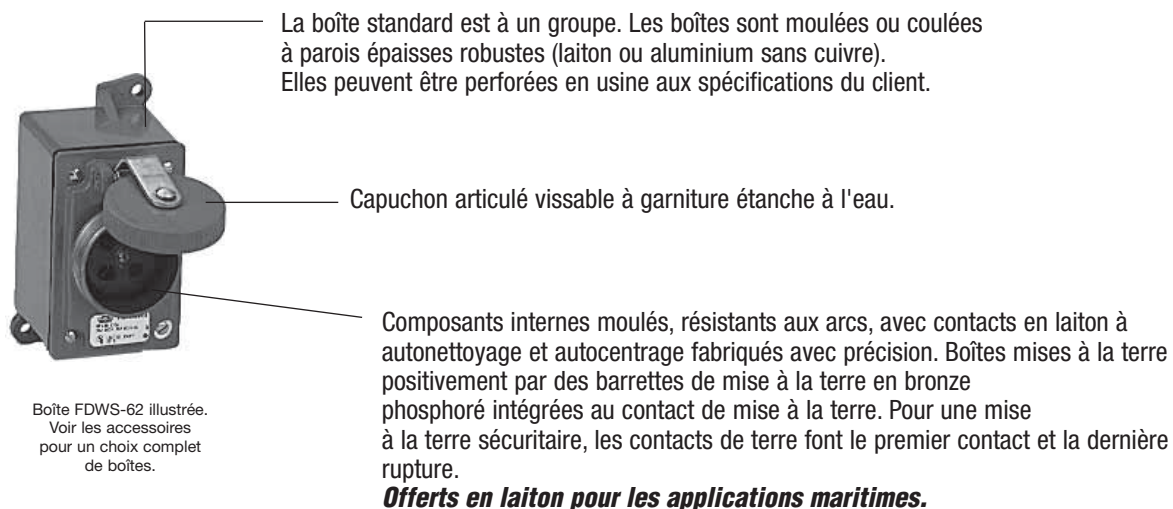 La boîte standard est à un groupe. Les boîtes sont moulées ou coulées
à parois épaisses robustes (laiton ou aluminium sans cuivre).
Elles peuvent être perforées en usine aux spécifications du client.
Capuchon articulé vissable à garniture étanche à l'eau.
Composants internes moulés, résistants aux arcs, avec contacts en laiton à
autonettoyage et autocentrage fabriqués avec précision. Boîtes mises à la terre
positivement par des barrettes de mise à la terre en bronze
phosphoré intégrées au contact de mise à la terre. Pour une mise
à la terre sécuritaire, les contacts de terre font le premier contact et la dernière
rupture.
Offerts en laiton pour les applications maritimes.
Boîte FDWS-62 illustrée.
Voir les accessoires
pour un choix complet
de boîtes.